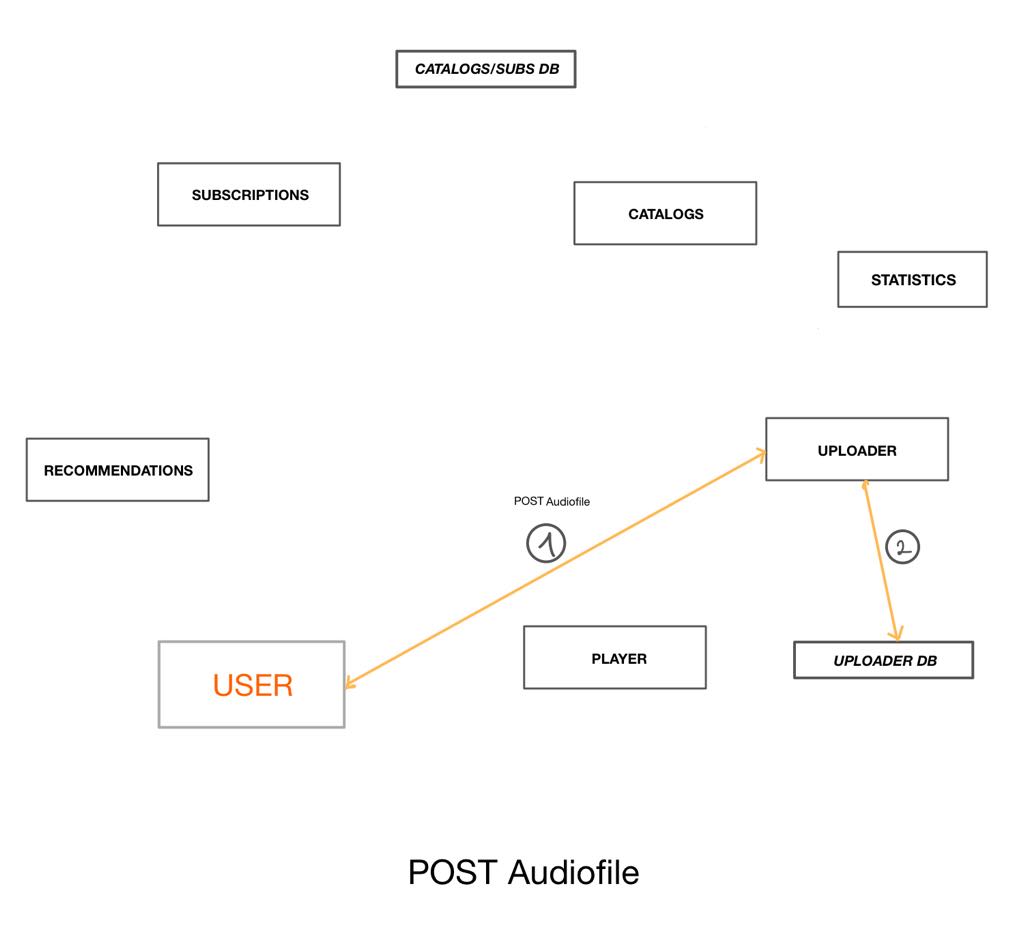 CATALOGS/SUBS DB
SUBSCRIPTIONS
CATALOGS
STATISTICS
UPLOADER
RECOMMENDATIONS
POST Audiofile
1
2
PLAYER
UPLOADER DB
USER
POST Audiofile